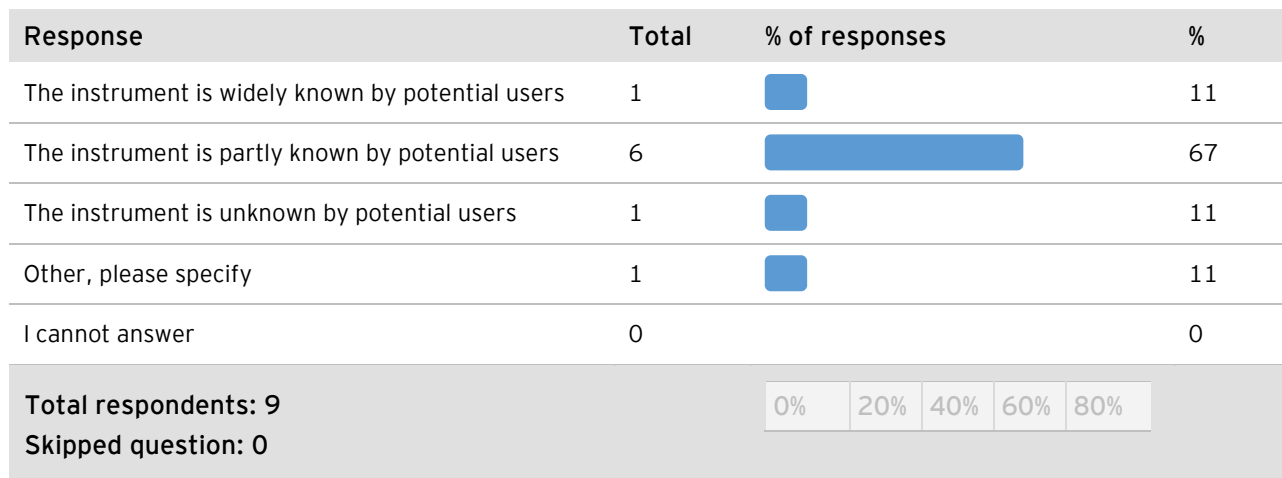 Response Total % of responses %
The instrument is widely known by potential users 1 11
The instrument is partly known by potential users 6 67
The instrument is unknown by potential users 1 11
Other, please specify 1 11
I cannot answer 0 0
Total respondents: 9 0% 20% 40% 60% 80%
Skipped question: 0